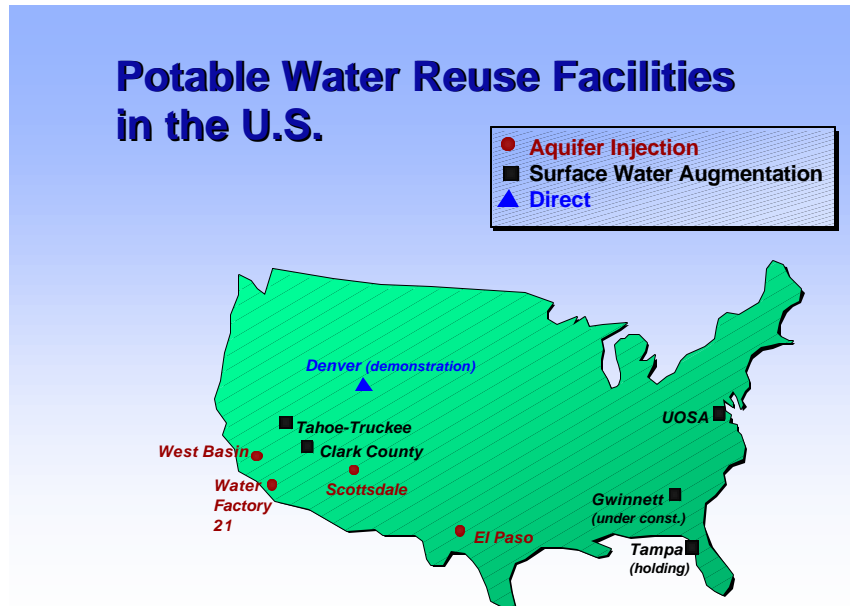 Potable Water Reuse Facilities
in the U.S.
Aquifer Injection
Surface Water Augmentation
Direct
Denver (demonstration)
UOSA
Tahoe-Truckee
West Basin
Clark County
Water
Factory
21
Scottsdale
Gwinnett
(under const.)
El Paso
Tampa
(holding)